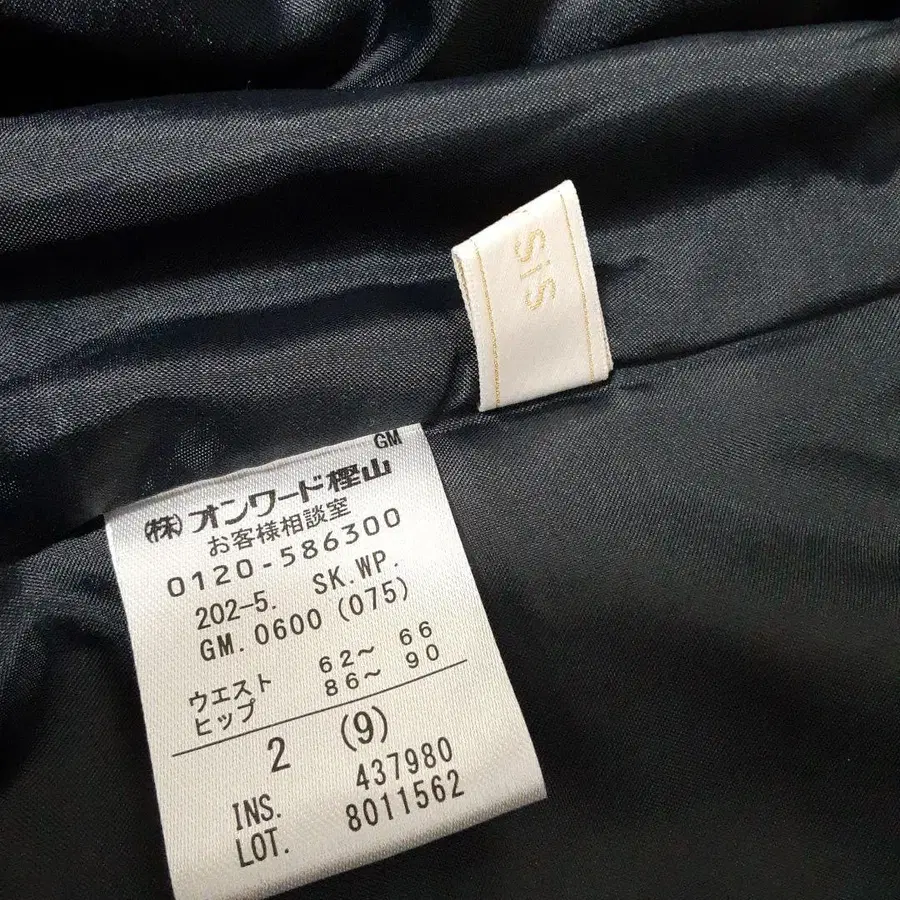 SiS
GM
(株)オンワード樫山
お客様相談室
0120-586300
202-5. SK.WP.
GM. 0600 (075)
ウエスト 62～ 66
ヒップ 86～ 90
2 (9)
INS. 437980
LOT. 8011562